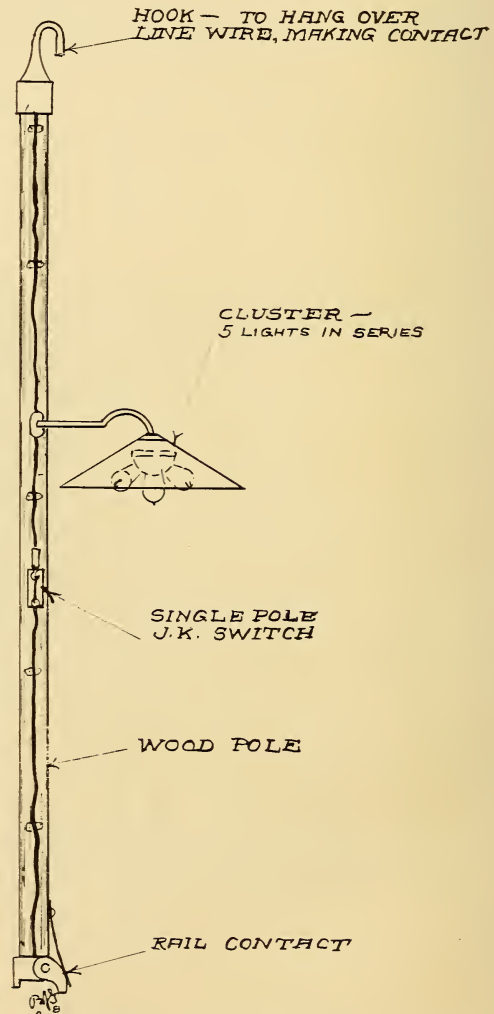 HOOK — TO HANG OVER
LINE WIRE, MAKING CONTACT
CLUSTER —
5 LIGHTS IN SERIES
SINGLE POLE
J.K. SWITCH
WOOD POLE
RAIL CONTACT